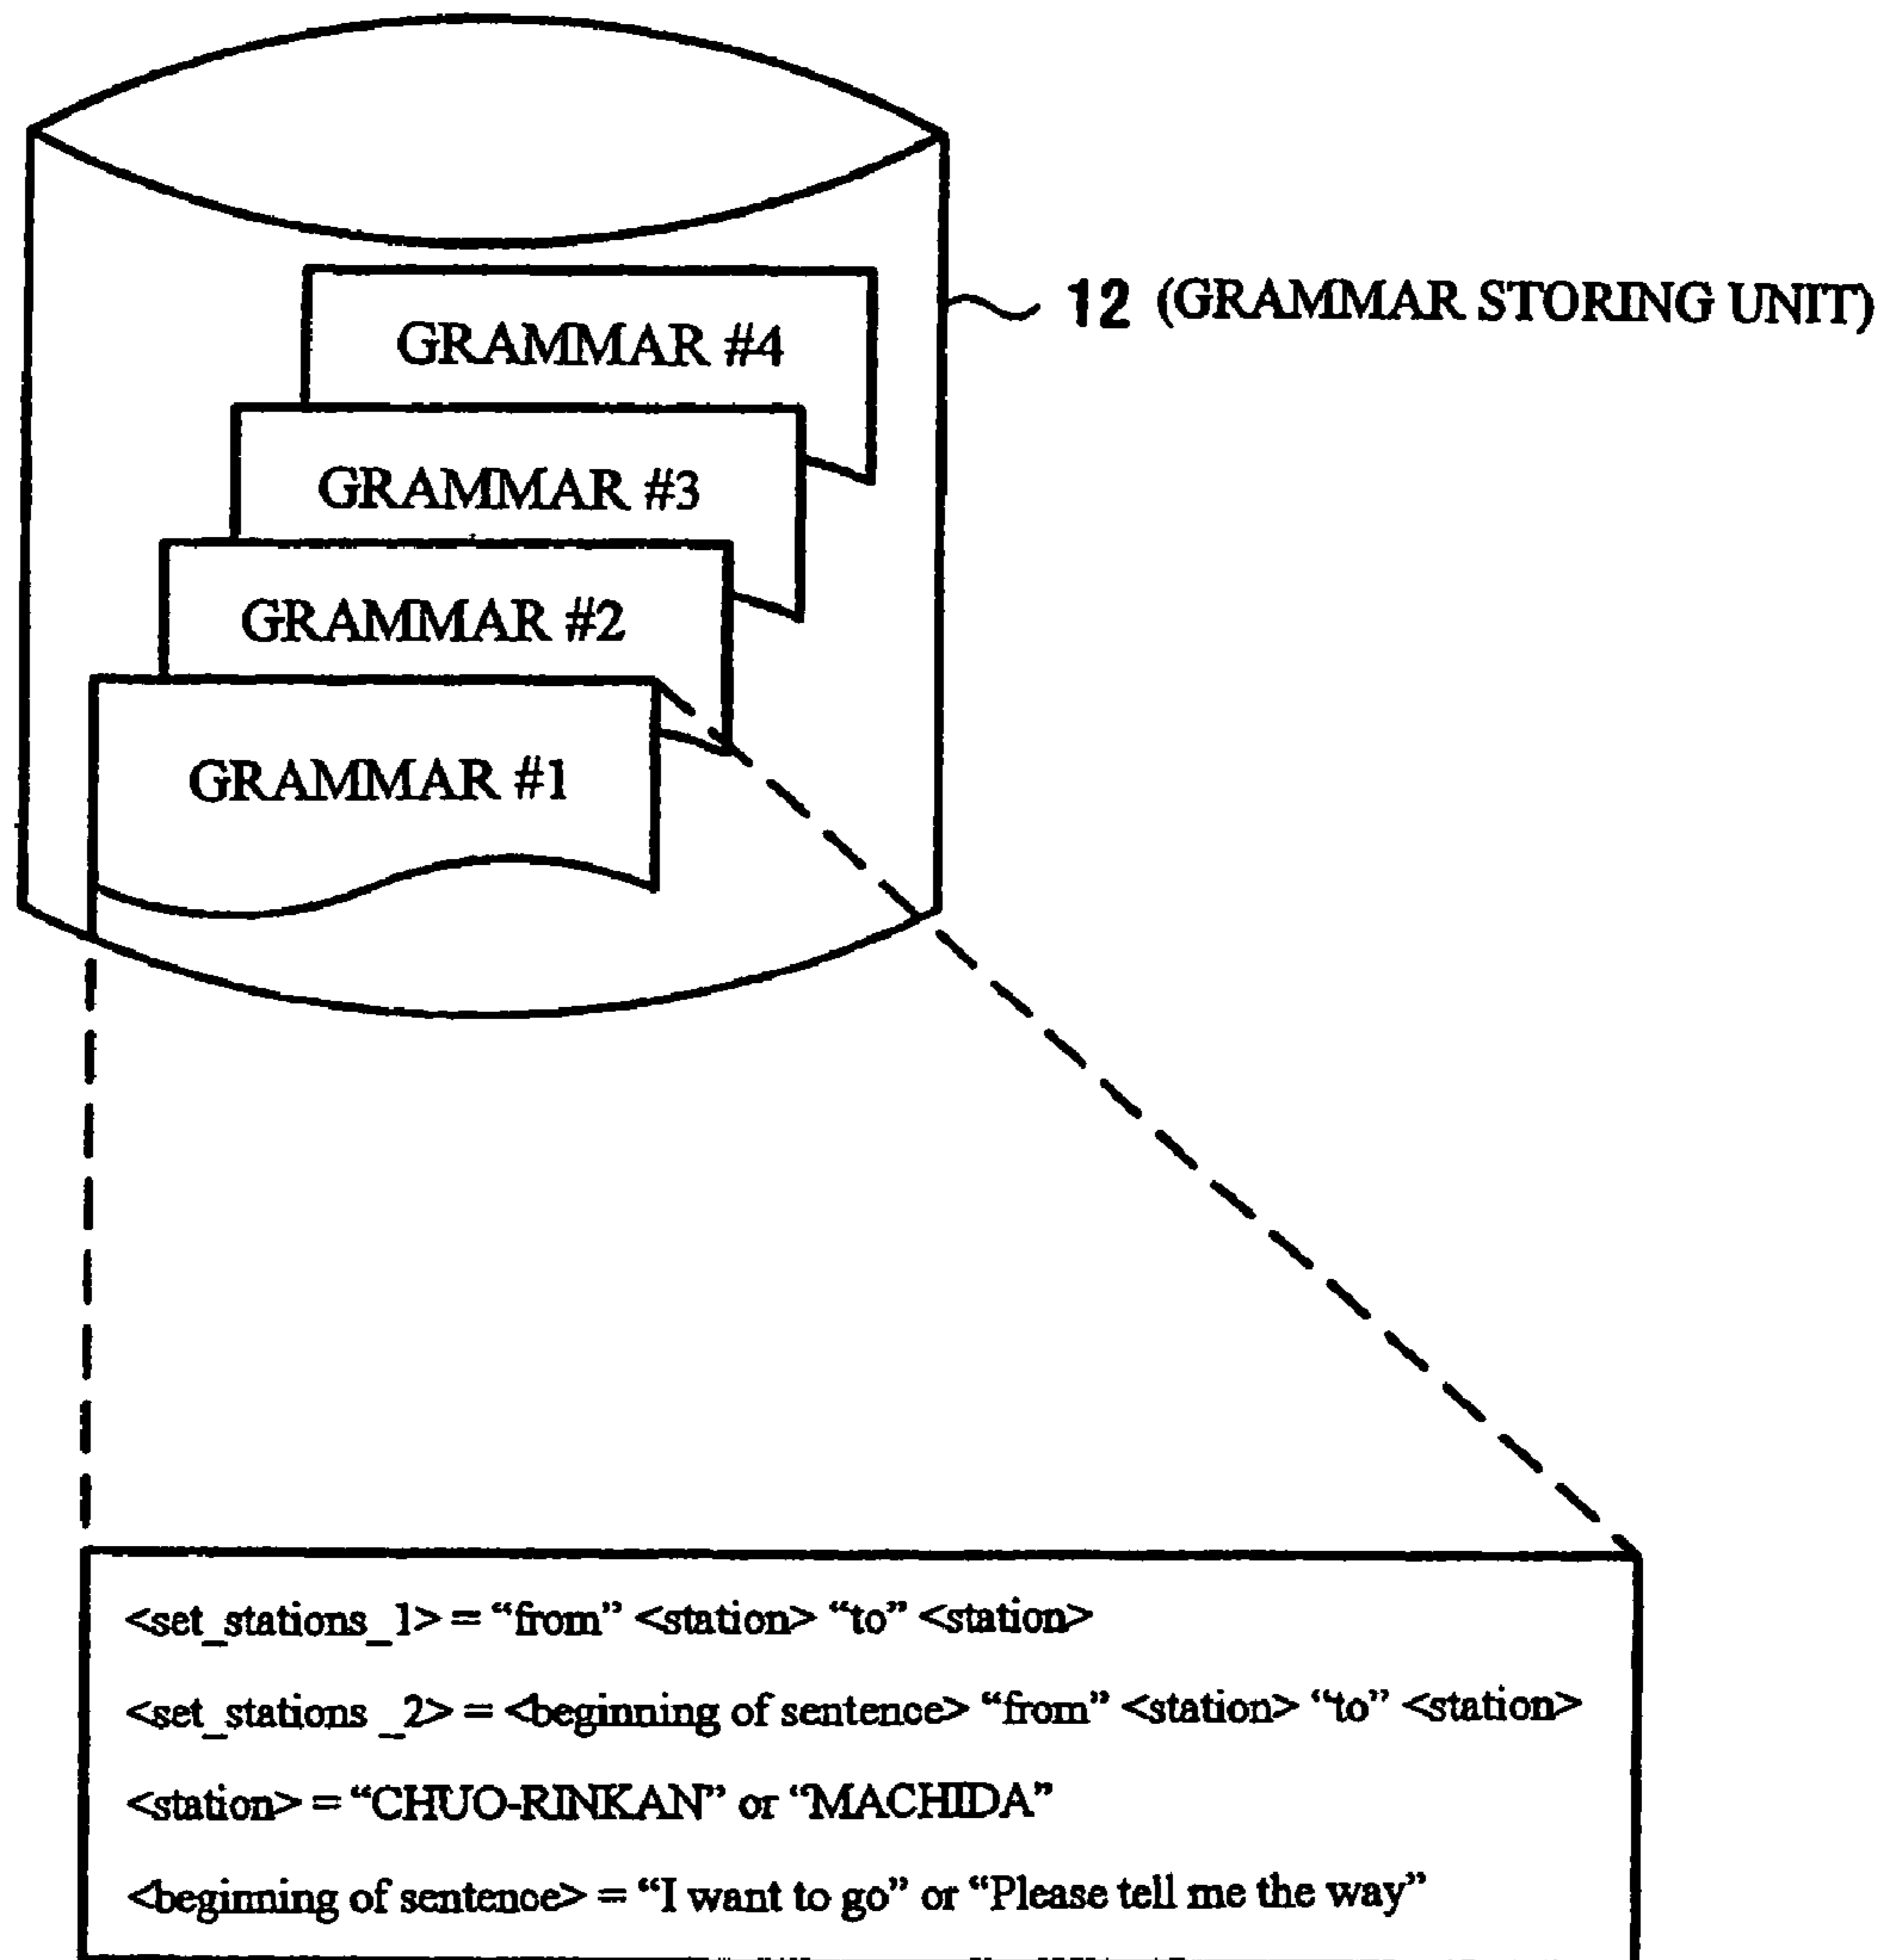 12 (GRAMMAR STORING UNIT)
GRAMMAR #4
GRAMMAR #3
GRAMMAR #2
GRAMMAR #1
<set_stations_1> = “from” <station> “to” <station>
<set_stations _2> = <beginning of sentence> “from” <station> “to” <station>
<station> = “CHUO-RINKAN” or “MACHIDA”
<beginning of sentence> = “I want to go” or “Please tell me the way”